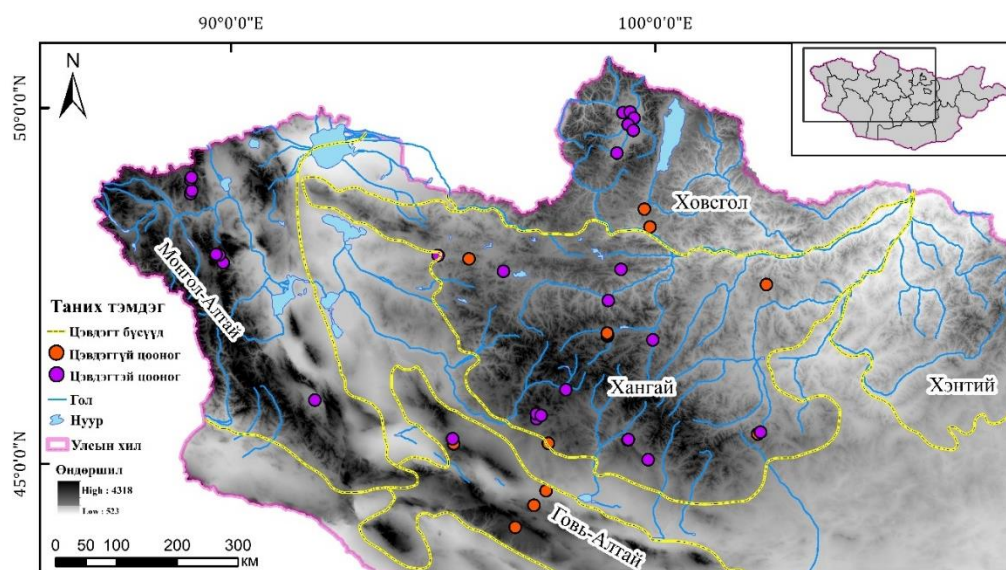 90°0'0"E
100°0'0"E
N
50°0'0"N
45°0'0"N
Ховсгол
Монгол-Алтай
Хангай
Хэнтий
Говь-Алтай
Таних тэмдэг
Цэвдэгт бүсүүд
Цэвдэггүй цооног
Цэвдэгтэй цооног
Гол
Нуур
Улсын хил
Өндөршил
High : 4318
Low : 523
0 50 100 200 300
КМ